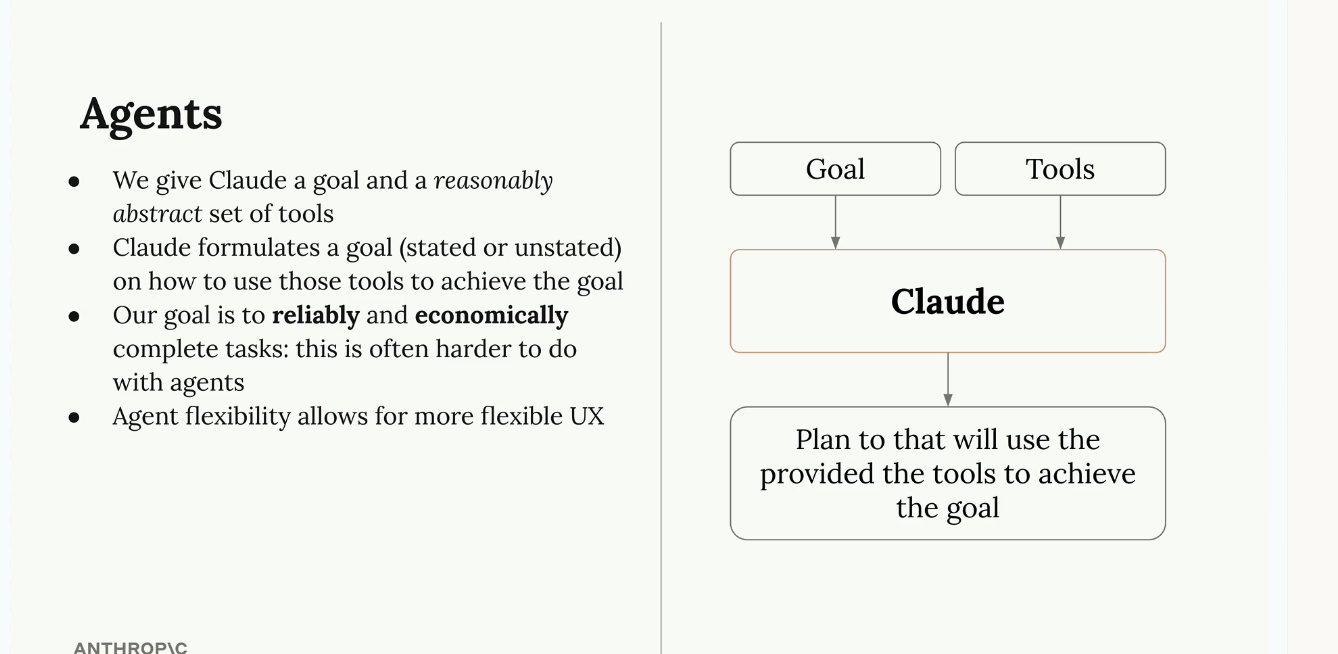 Agents
● We give Claude a goal and a reasonably
abstract set of tools
● Claude formulates a goal (stated or unstated)
on how to use those tools to achieve the goal
● Our goal is to reliably and economically
complete tasks: this is often harder to do
with agents
● Agent flexibility allows for more flexible UX
ANTHROP\C
Goal
Tools
Claude
Plan to that will use the
provided the tools to achieve
the goal